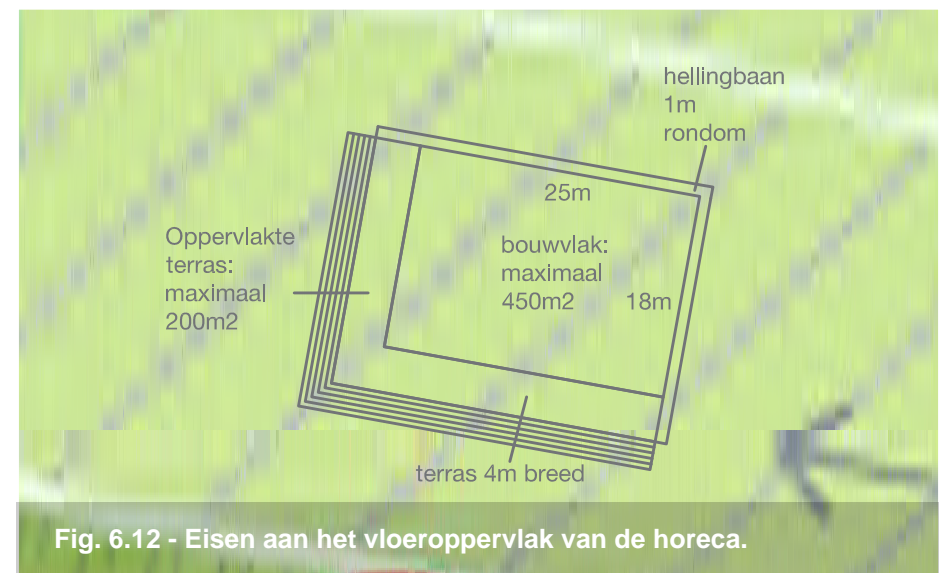 hellingbaan
1m
rondom
25m
Oppervlakte
terras:
maximaal
200m2
bouwvlak:
maximaal
450m2
18m
terras 4m breed
Fig. 6.12 - Eisen aan het vloeroppervlak van de horeca.